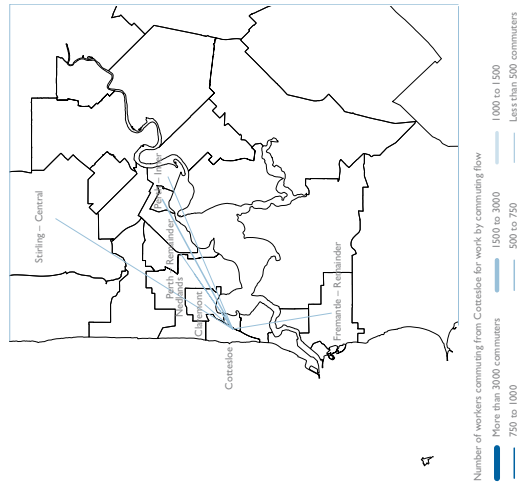 Stirling – Central
Perth – Inner
Perth – Remainder
Nedlands
Claremont
Cottesloe
Fremantle – Remainder
Number of workers commuting from Cottesloe for work by commuting flow
More than 3000 commuters
1500 to 3000
1000 to 1500
750 to 1000
500 to 750
Less than 500 commuters